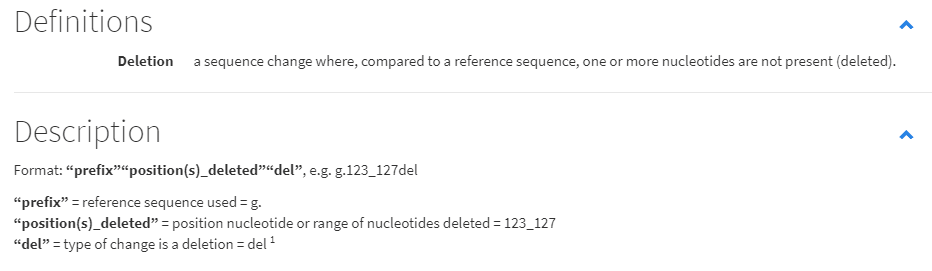 Definitions
Deletion a sequence change where, compared to a reference sequence, one or more nucleotides are not present (deleted).
Description
Format: “prefix”“position(s)_deleted”“del”, e.g. g.123_127del
“prefix” = reference sequence used = g.
“position(s)_deleted” = position nucleotide or range of nucleotides deleted = 123_127
“del” = type of change is a deletion = del 1